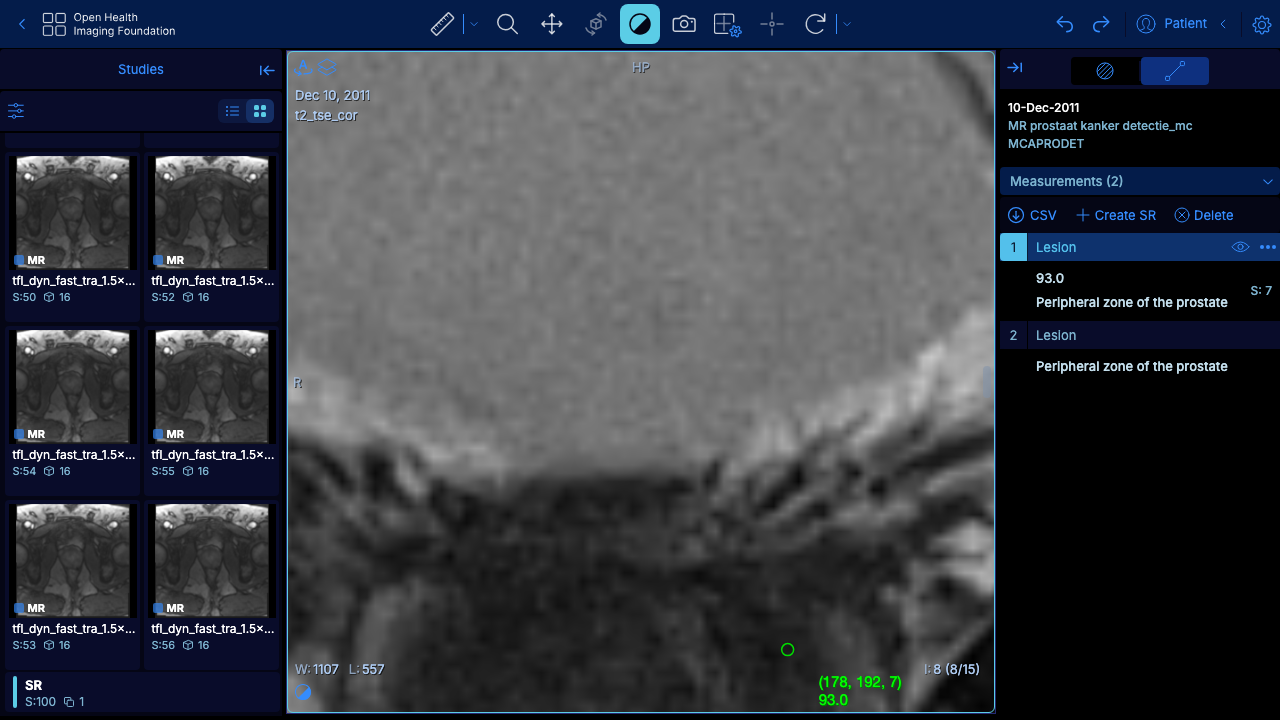 Open Health
Imaging Foundation
Patient
Studies
MR
MR
tfl_dyn_fast_tra_1.5×...
tfl_dyn_fast_tra_1.5×...
S:50 16
S:52 16
MR
MR
tfl_dyn_fast_tra_1.5×...
tfl_dyn_fast_tra_1.5×...
S:54 16
S:55 16
MR
MR
tfl_dyn_fast_tra_1.5×...
tfl_dyn_fast_tra_1.5×...
S:53 16
S:56 16
SR
S:100 1
HP
Dec 10, 2011
t2_tse_cor
R
W:1107 L:557
I:8 (8/15)
(178, 192, 7)
93.0
10-Dec-2011
MR prostaat kanker detectie_mc
MCAPRODET
Measurements (2)
CSV Create SR Delete
1 Lesion
93.0
S: 7
Peripheral zone of the prostate
2 Lesion
Peripheral zone of the prostate